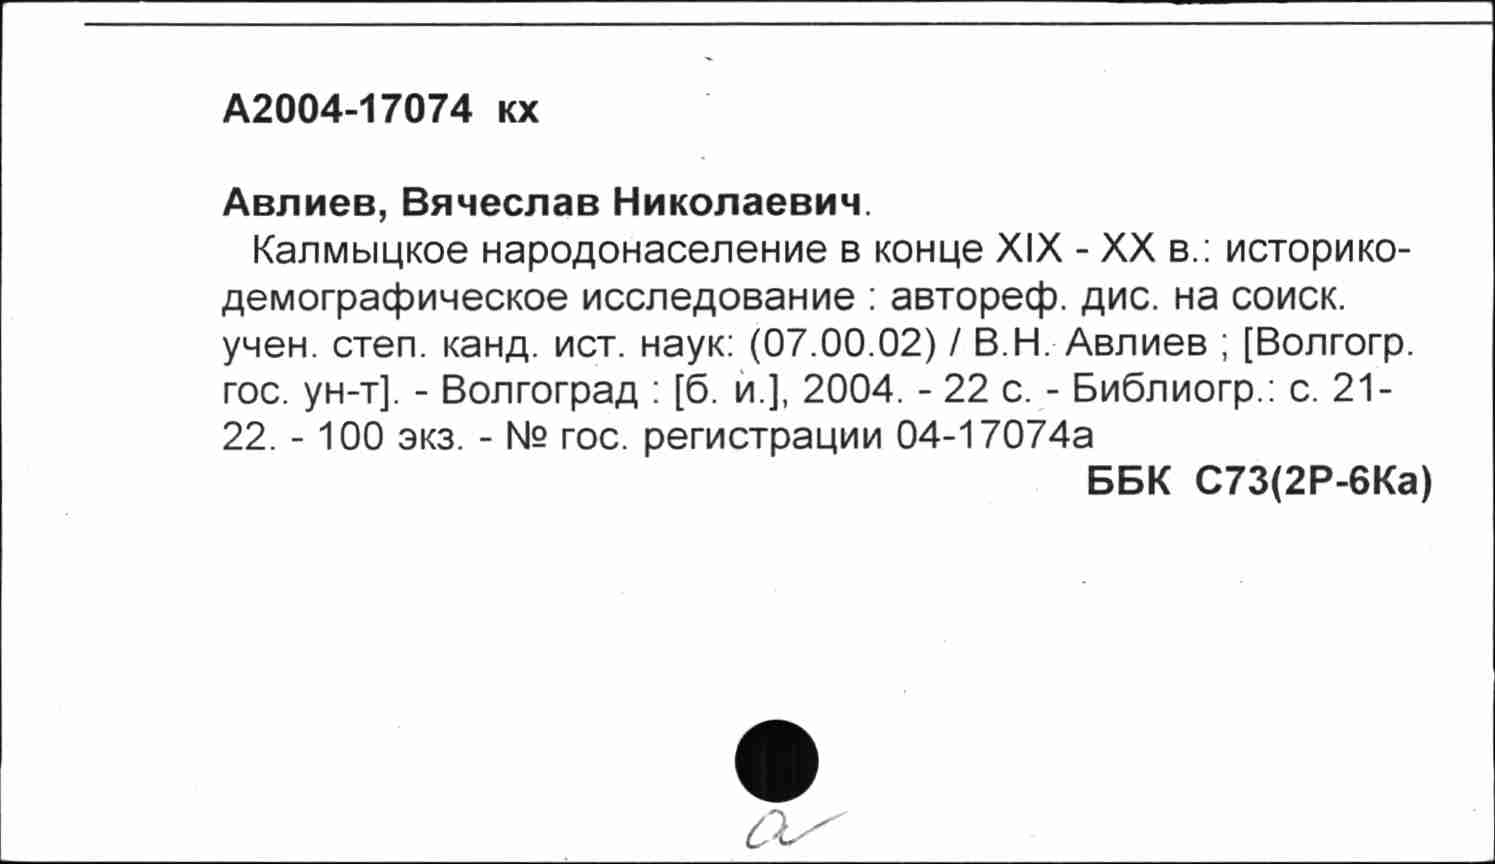 А2004-17074 кх
Авлиев, Вячеслав Николаевич.
Калмыцкое народонаселение в конце XIX - XX в.: историко-
демографическое исследование : автореф. дис. на соиск.
учен. степ. канд. ист. наук: (07.00.02) / В.Н. Авлиев ; [Волгогр.
гос. ун-т]. - Волгоград : [б. и.], 2004. - 22 с. - Библиогр.: с. 21-
22. - 100 экз. - № гос. регистрации 04-17074а
ББК С73(2Р-6Ка)
а